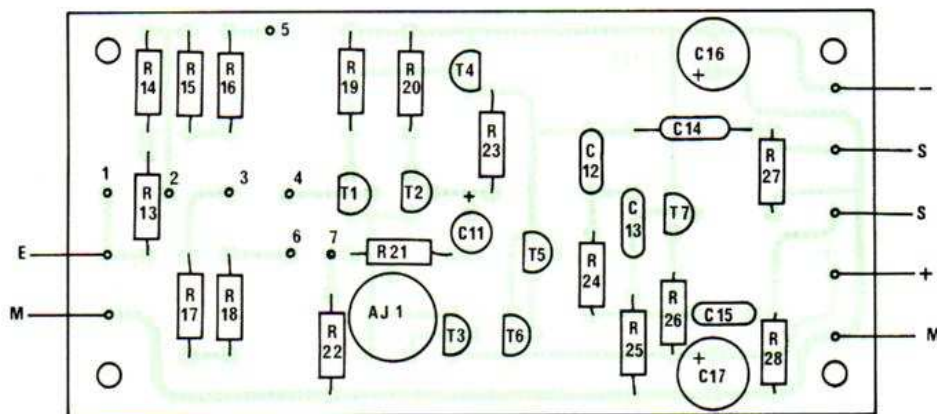 5
R 14
R 15
R 16
R 19
R 20
T4
C16
+
R 23
C14
–
C 12
R 27
S
1
R 13
2
3
4
T1
T2
+
C11
C 13
T7
S
E
6
7
R 21
T5
R 24
+
M
R 17
R 18
R 22
AJ 1
T3
T6
R 25
R 26
C15
R 28
M
+
C17